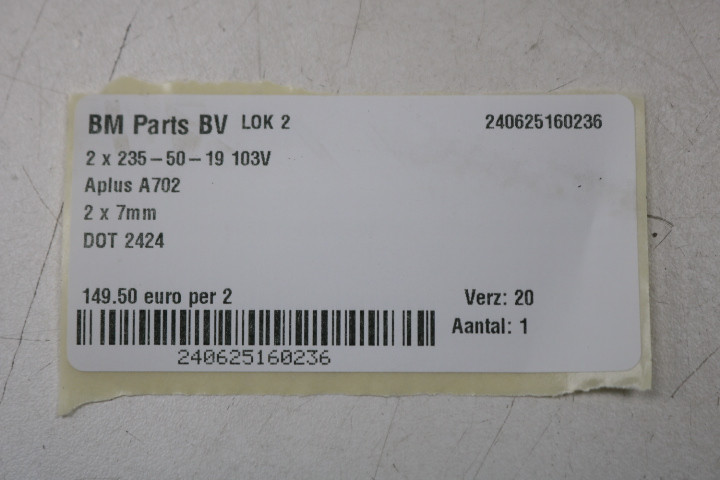 BM Parts BV LOK 2 240625160236
2 x 235-50-19 103V
Aplus A702
2 x 7mm
DOT 2424
149.50 euro per 2 Verz: 20
Aantal: 1
240625160236